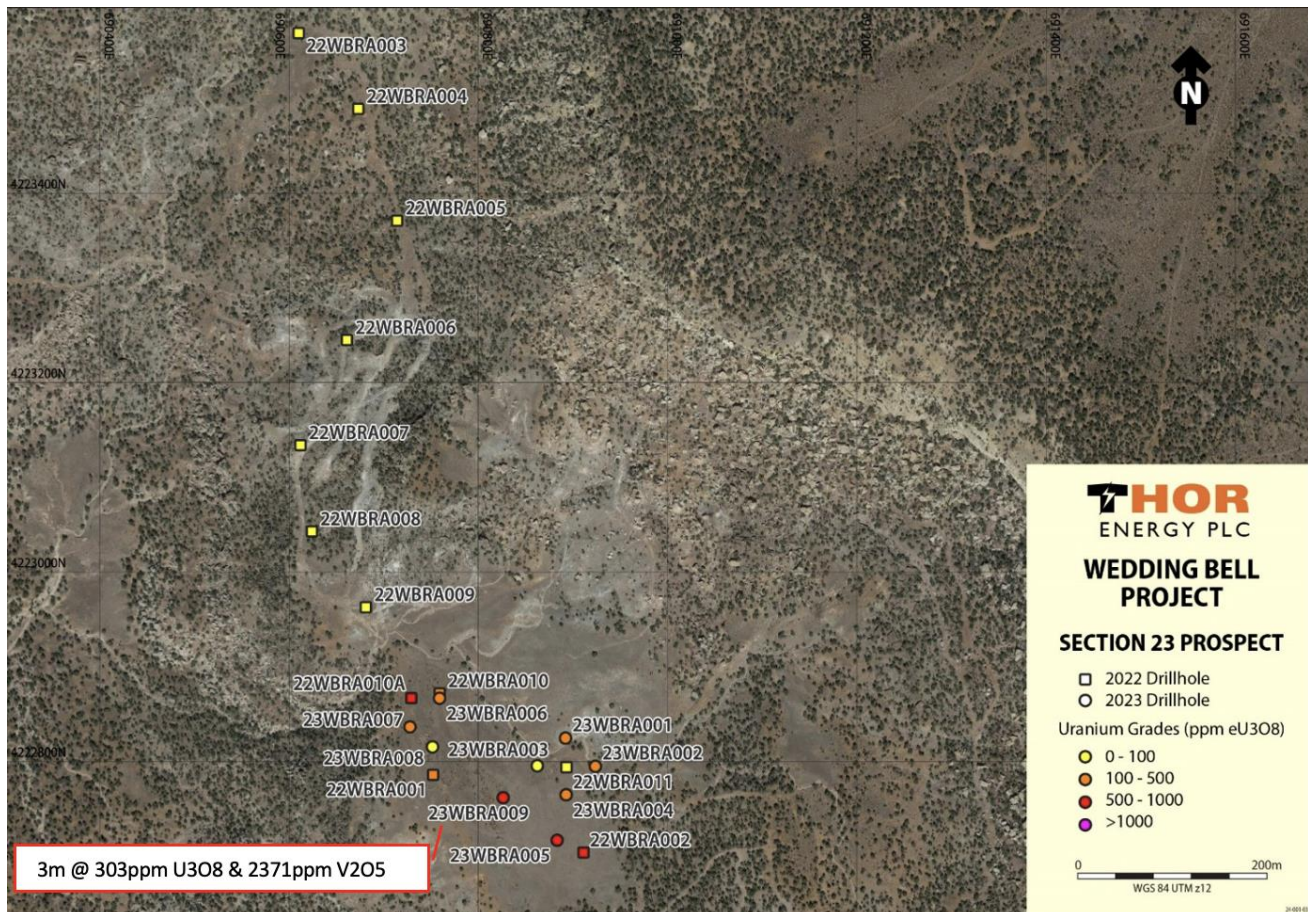 690400E
690600E
690800E
691000E
691200E
691400E
691600E
22WBRA003
22WBRA004
N
4223400N
22WBRA005
22WBRA006
4223200N
22WBRA007
22WBRA008
4223000N
22WBRA009
22WBRA010A
22WBRA010
23WBRA007
23WBRA006
23WBRA001
23WBRA008
23WBRA003
23WBRA002
4222800N
22WBRA001
22WBRA011
23WBRA009
23WBRA004
23WBRA005
22WBRA002
3m @ 303ppm U3O8 & 2371ppm V2O5
THOR
ENERGY PLC
WEDDING BELL
PROJECT
SECTION 23 PROSPECT
2022 Drillhole
2023 Drillhole
Uranium Grades (ppm eU3O8)
0 - 100
100 - 500
500 - 1000
>1000
0 200m
WGS 84 UTM z12